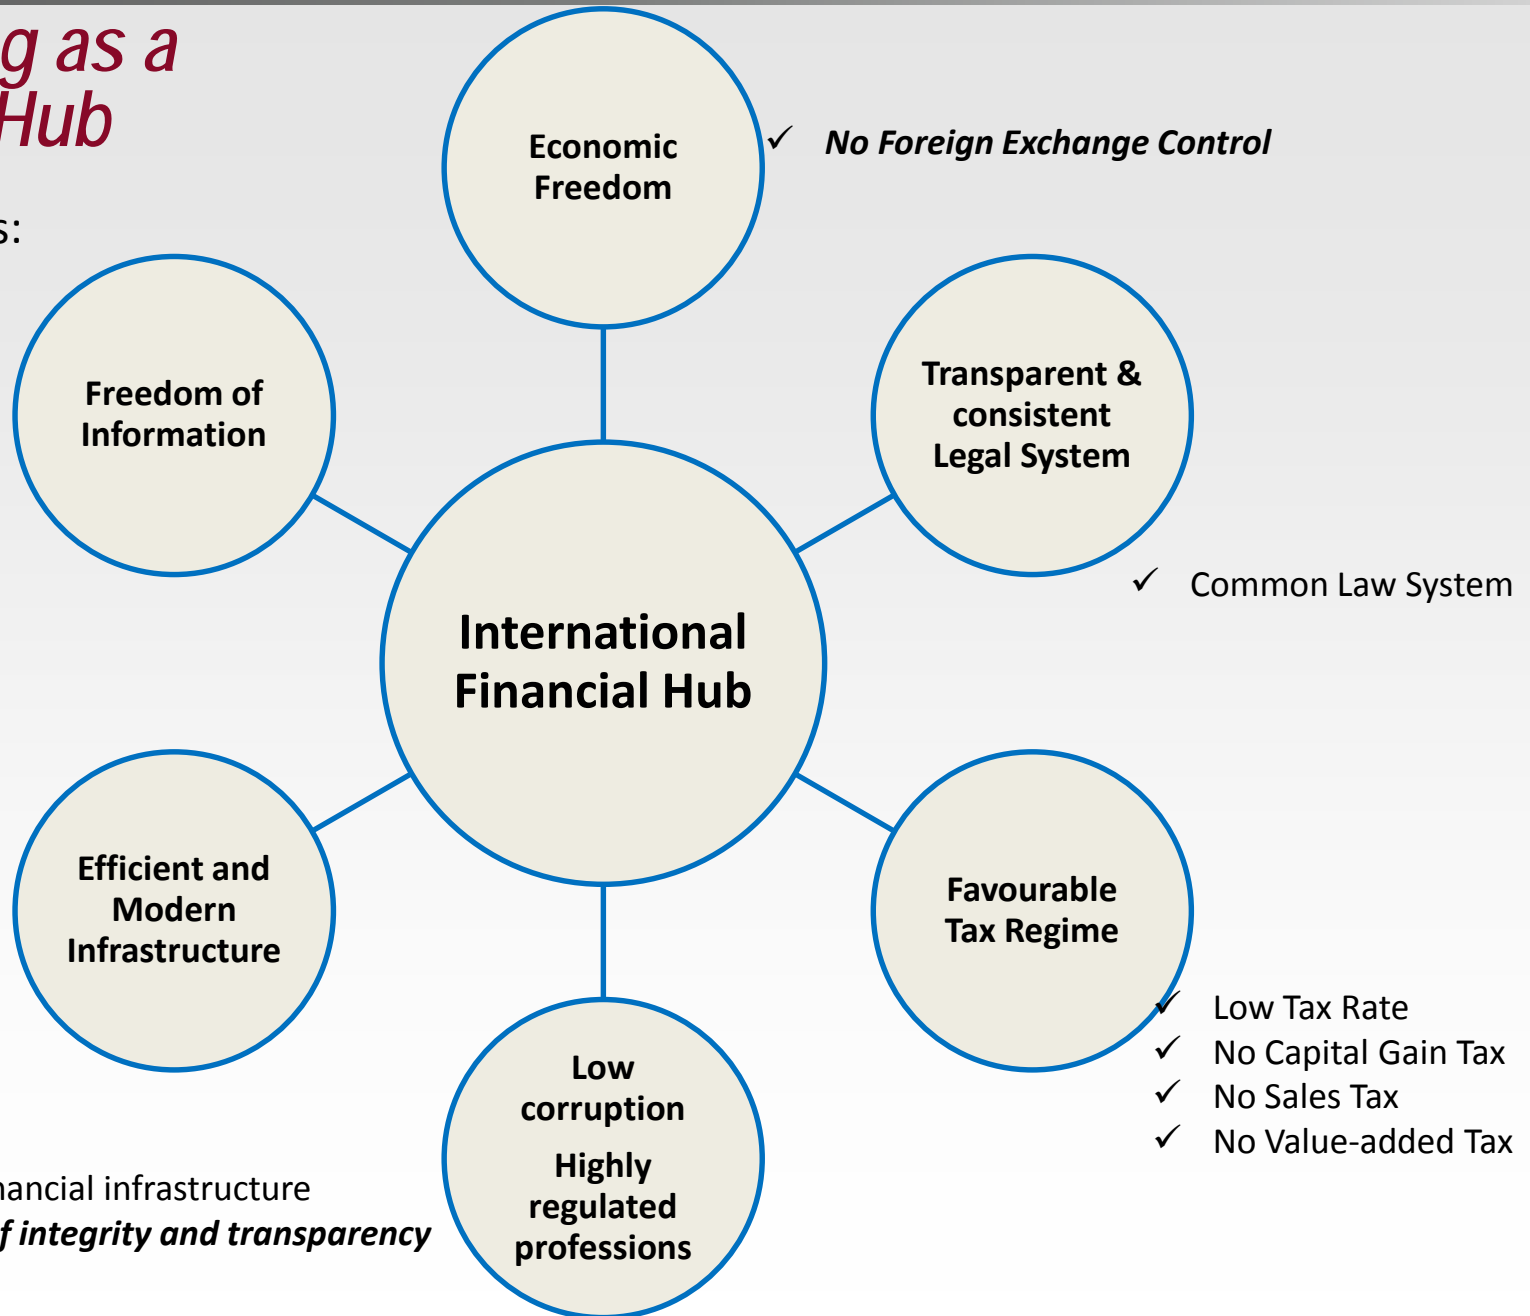 g as a
Hub
s:
Economic
Freedom
✓ No Foreign Exchange Control
Freedom of
Information
Transparent &
consistent
Legal System
✓ Common Law System
International
Financial Hub
Efficient and
Modern
Infrastructure
Favourable
Tax Regime
✓ Low Tax Rate
✓ No Capital Gain Tax
✓ No Sales Tax
✓ No Value-added Tax
Low
corruption
Highly
regulated
professions
nancial infrastructure
f integrity and transparency